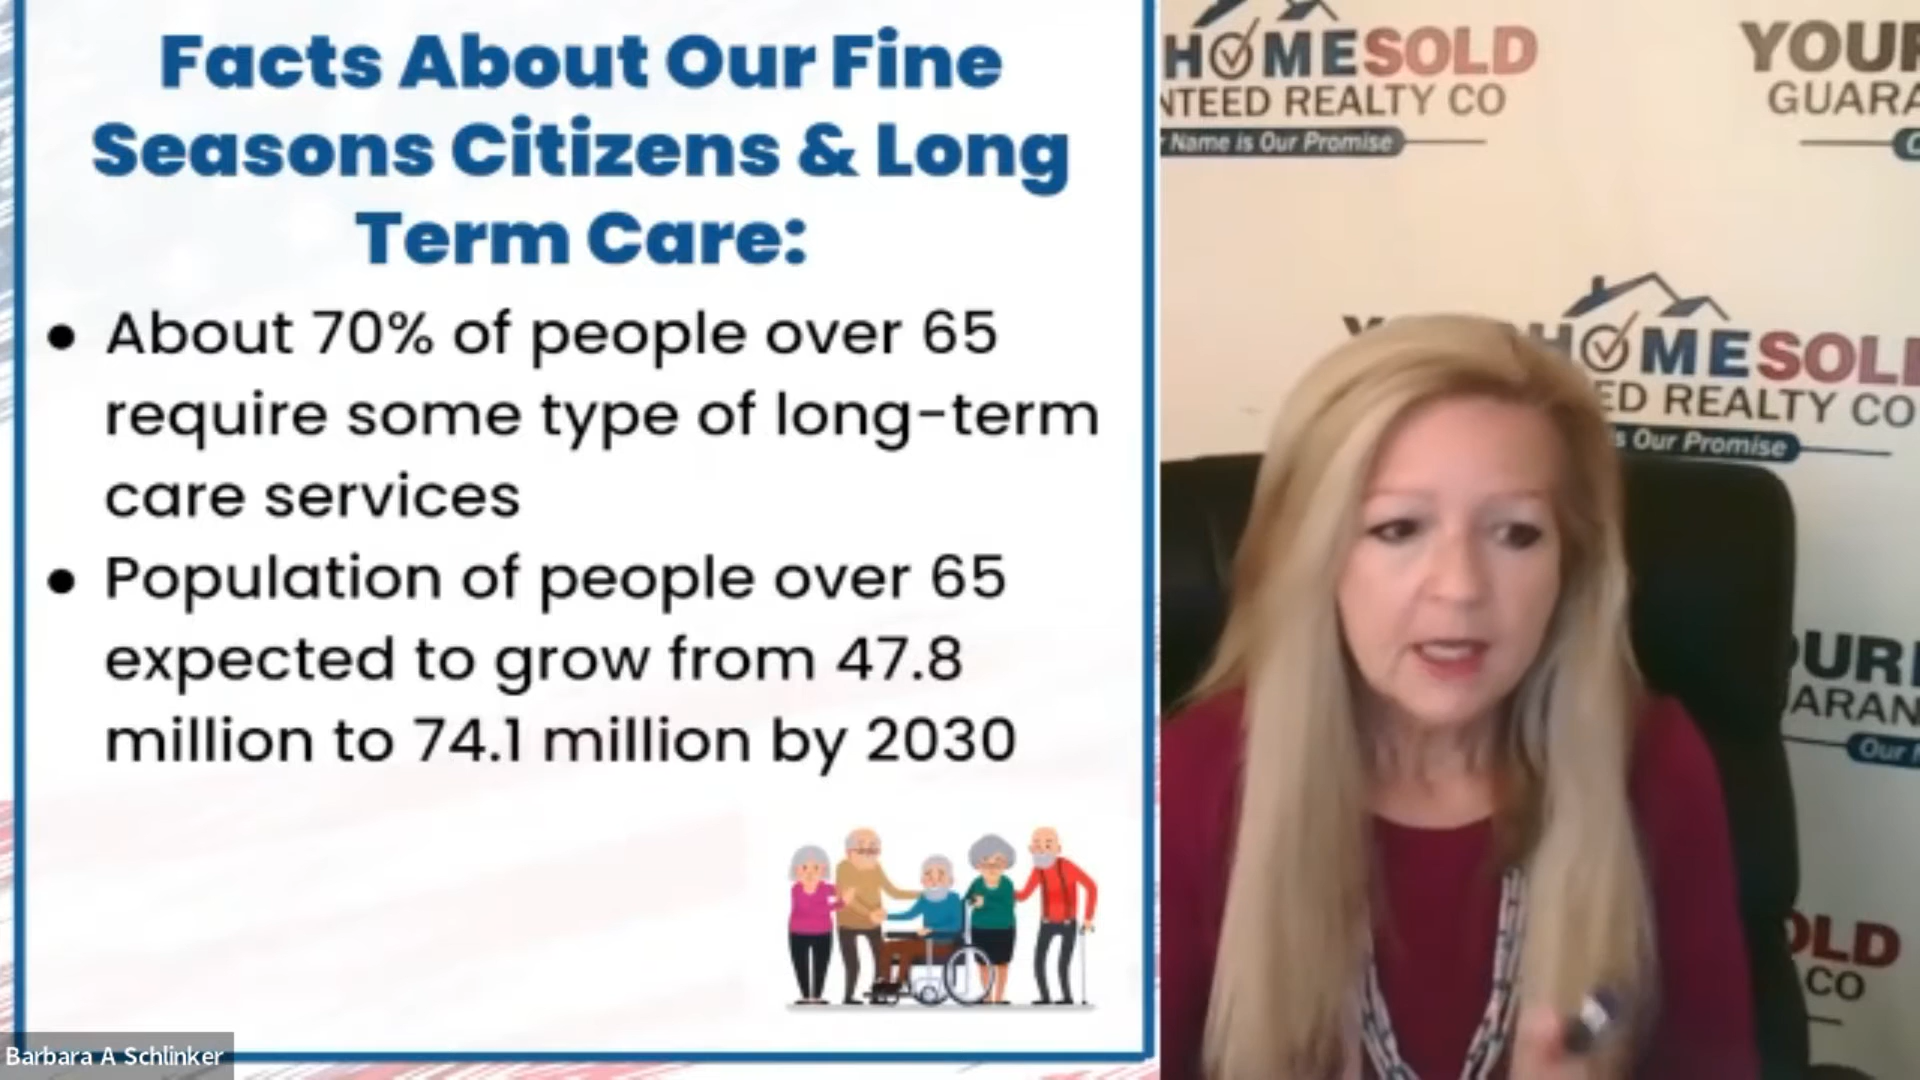 Facts About Our Fine
Seasons Citizens & Long
Term Care:
• About 70% of people over 65
require some type of long-term
care services
• Population of people over 65
expected to grow from 47.8
million to 74.1 million by 2030
Barbara A Schlinker
HOMESOLD
NTEED REALTY CO
Name is Our Promise
YOUR
GUARA
HOMESOL
ED REALTY CO
s Our Promise
OUR
ARAN
Our
OLD
CO